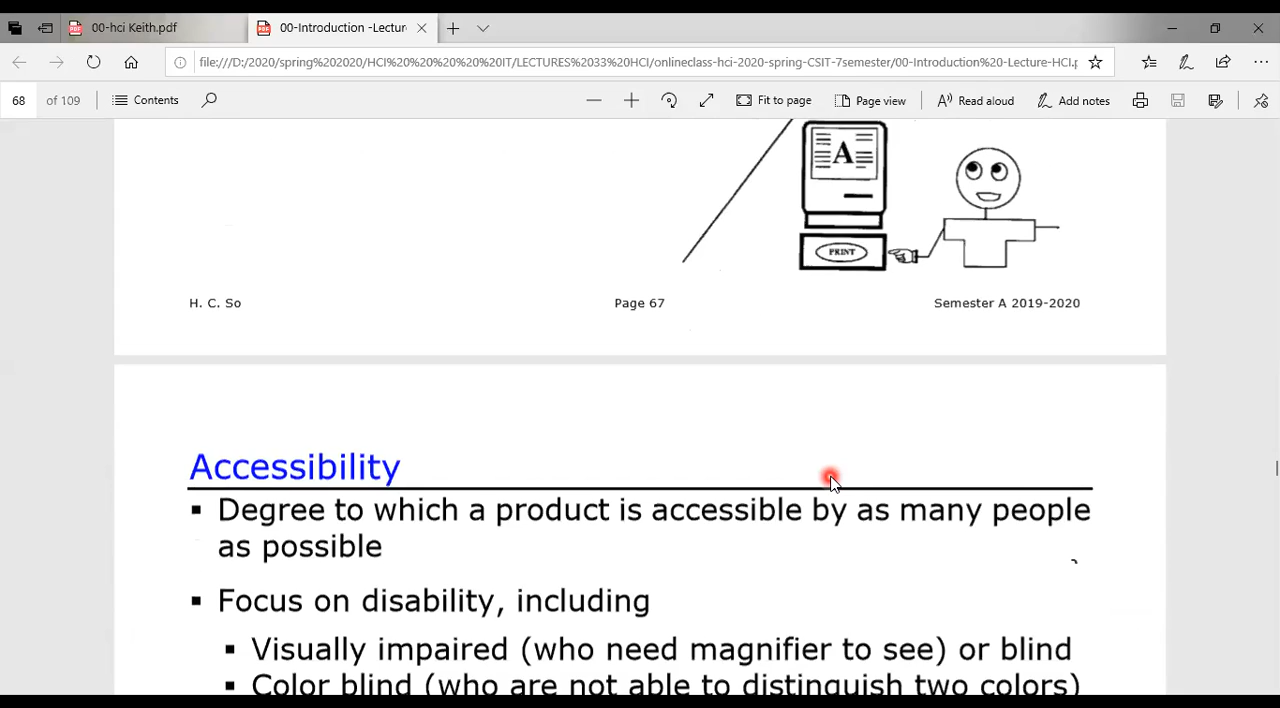 00-hci Keith.pdf
00-Introduction -Lectur
file:///D:/2020/spring%202020/HCI%20%20%20%20%20IT/LECTURES%2033%20HCI/onlineclass-hci-2020-spring-CSIT-7semester/00-Introduction%20-Lecture-HCI.p
68 of 109 Contents Fit to page Page view Read aloud Add notes
A
PRINT
H. C. So Page 67 Semester A 2019-2020
Accessibility
▪ Degree to which a product is accessible by as many people
as possible
▪ Focus on disability, including
▪ Visually impaired (who need magnifier to see) or blind
▪ Color blind (who are not able to distinguish two colors)